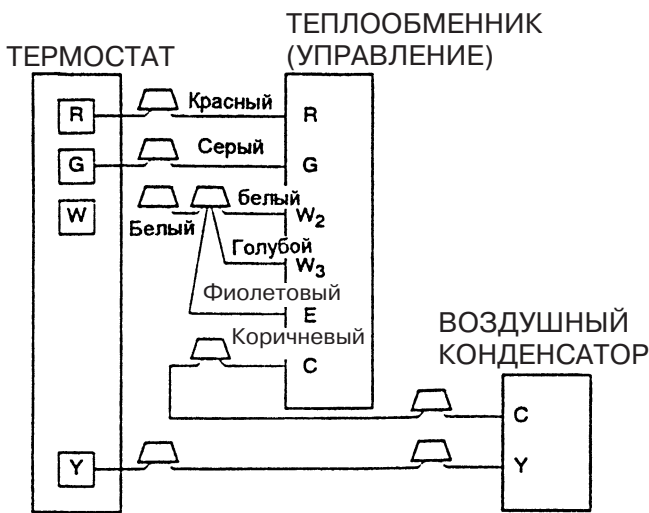 ТЕПЛООБМЕННИК
(УПРАВЛЕНИЕ)
ТЕРМОСТАТ
R Красный R
G Серый G
W Белый белый W2
Голубой W3
Фиолетовый E
Коричневый C
ВОЗДУШНЫЙ
КОНДЕНСАТОР
C
Y Y